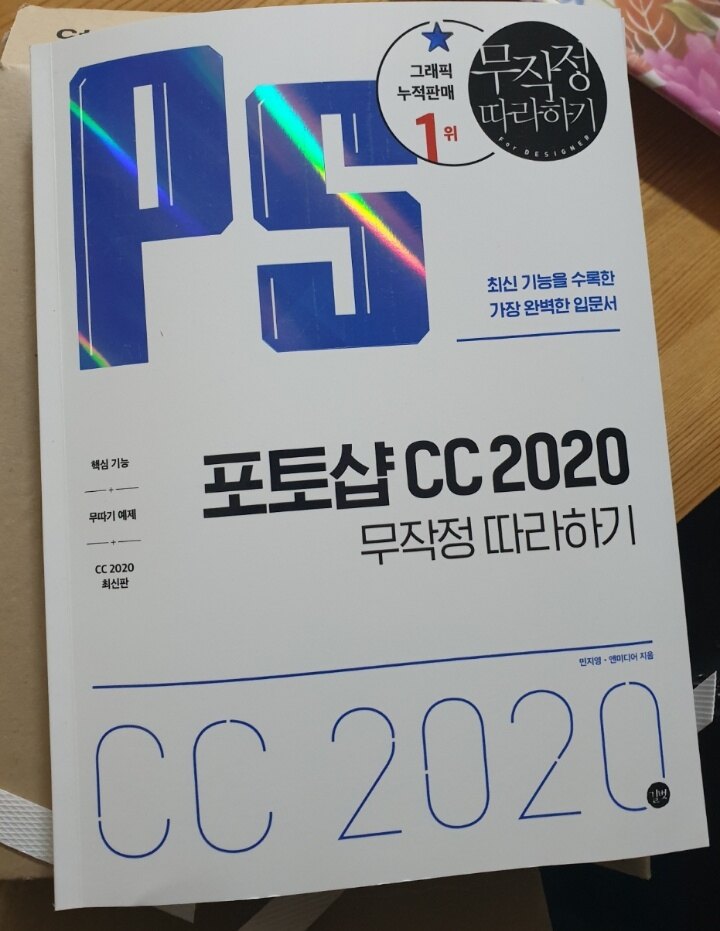 PS
그래픽
누적판매
1위
무작정
따라하기
For DESIGNER
최신 기능을 수록한
가장 완벽한 입문서
핵심 기능
+
무따기 예제
+
CC 2020
최신판
포토샵 CC 2020
무작정 따라하기
민지영 · 앤미디어 지음
CC 2020
길벗